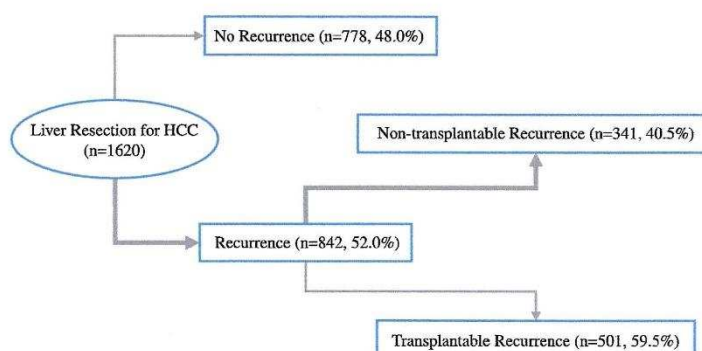 No Recurrence (n=778, 48.0%)
Liver Resection for HCC
(n=1620)
Non-transplantable Recurrence (n=341, 40.5%)
Recurrence (n=842, 52.0%)
Transplantable Recurrence (n=501, 59.5%)